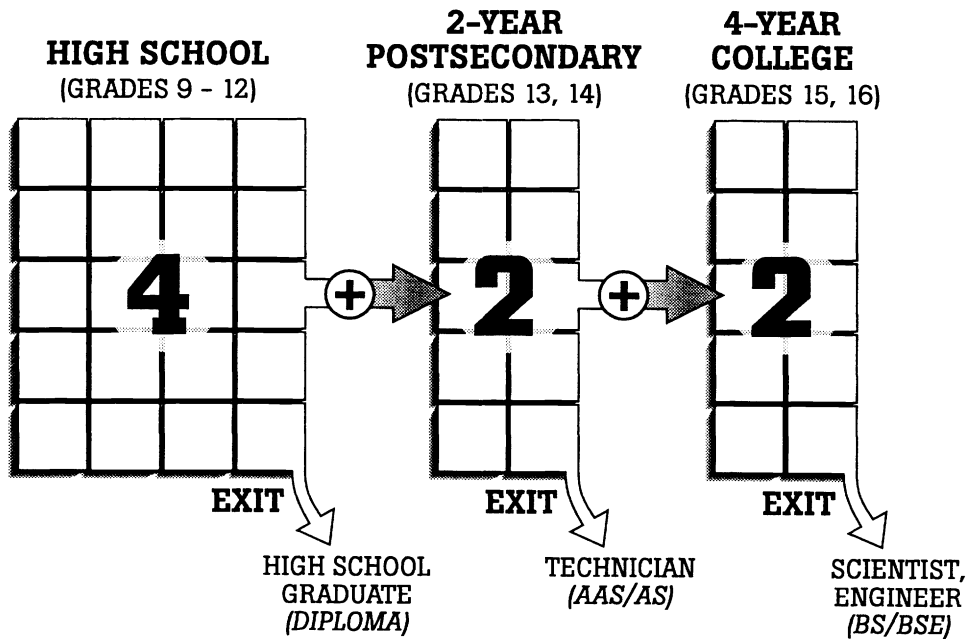 HIGH SCHOOL
(GRADES 9 – 12)
2–YEAR
POSTSECONDARY
(GRADES 13, 14)
4–YEAR
COLLEGE
(GRADES 15, 16)
4
+
2
+
2
EXIT
HIGH SCHOOL
GRADUATE
(DIPLOMA)
EXIT
TECHNICIAN
(AAS/AS)
EXIT
SCIENTIST,
ENGINEER
(BS/BSE)